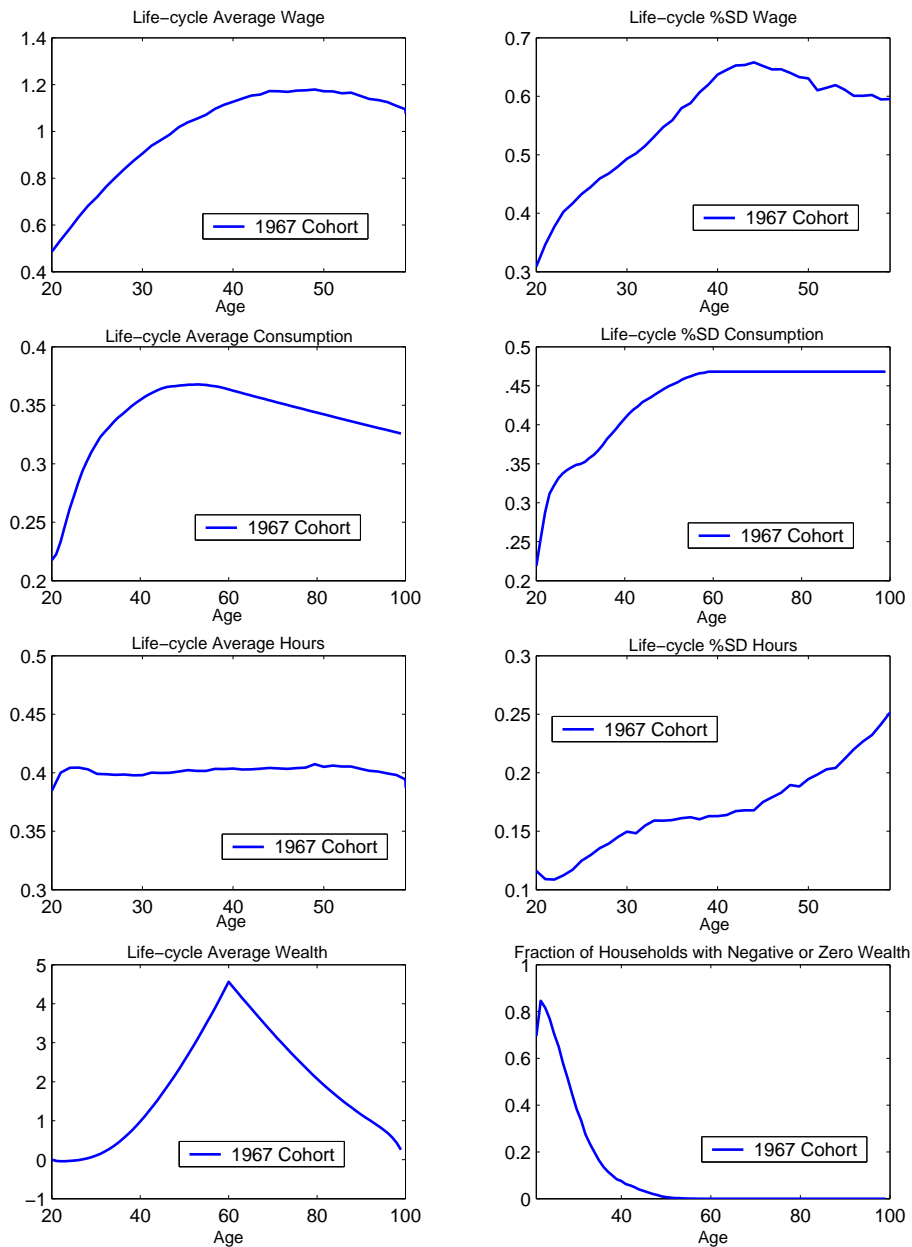 Life−cycle Average Wage
1.4
1.2
1
0.8
0.6
0.4
20 30 40 50
Age
1967 Cohort
Life−cycle %SD Wage
0.7
0.6
0.5
0.4
0.3
20 30 40 50
Age
1967 Cohort
Life−cycle Average Consumption
0.4
0.35
0.3
0.25
0.2
20 40 60 80 100
Age
1967 Cohort
Life−cycle %SD Consumption
0.5
.45
0.4
.35
0.3
.25
0.2
20 40 60 80 100
Age
1967 Cohort
Life−cycle Average Hours
0.5
0.45
0.4
0.35
0.3
20 30 40 50
Age
1967 Cohort
Life−cycle %SD Hours
0.3
0.25
0.2
0.15
0.1
20 30 40 50
Age
1967 Cohort
Life−cycle Average Wealth
5
4
3
2
1
0
−1
20 40 60 80 100
Age
1967 Cohort
Fraction of Households with Negative or Zero Wealth
1
0.8
0.6
0.4
0.2
0
40 60 80 100
Age
1967 Cohort